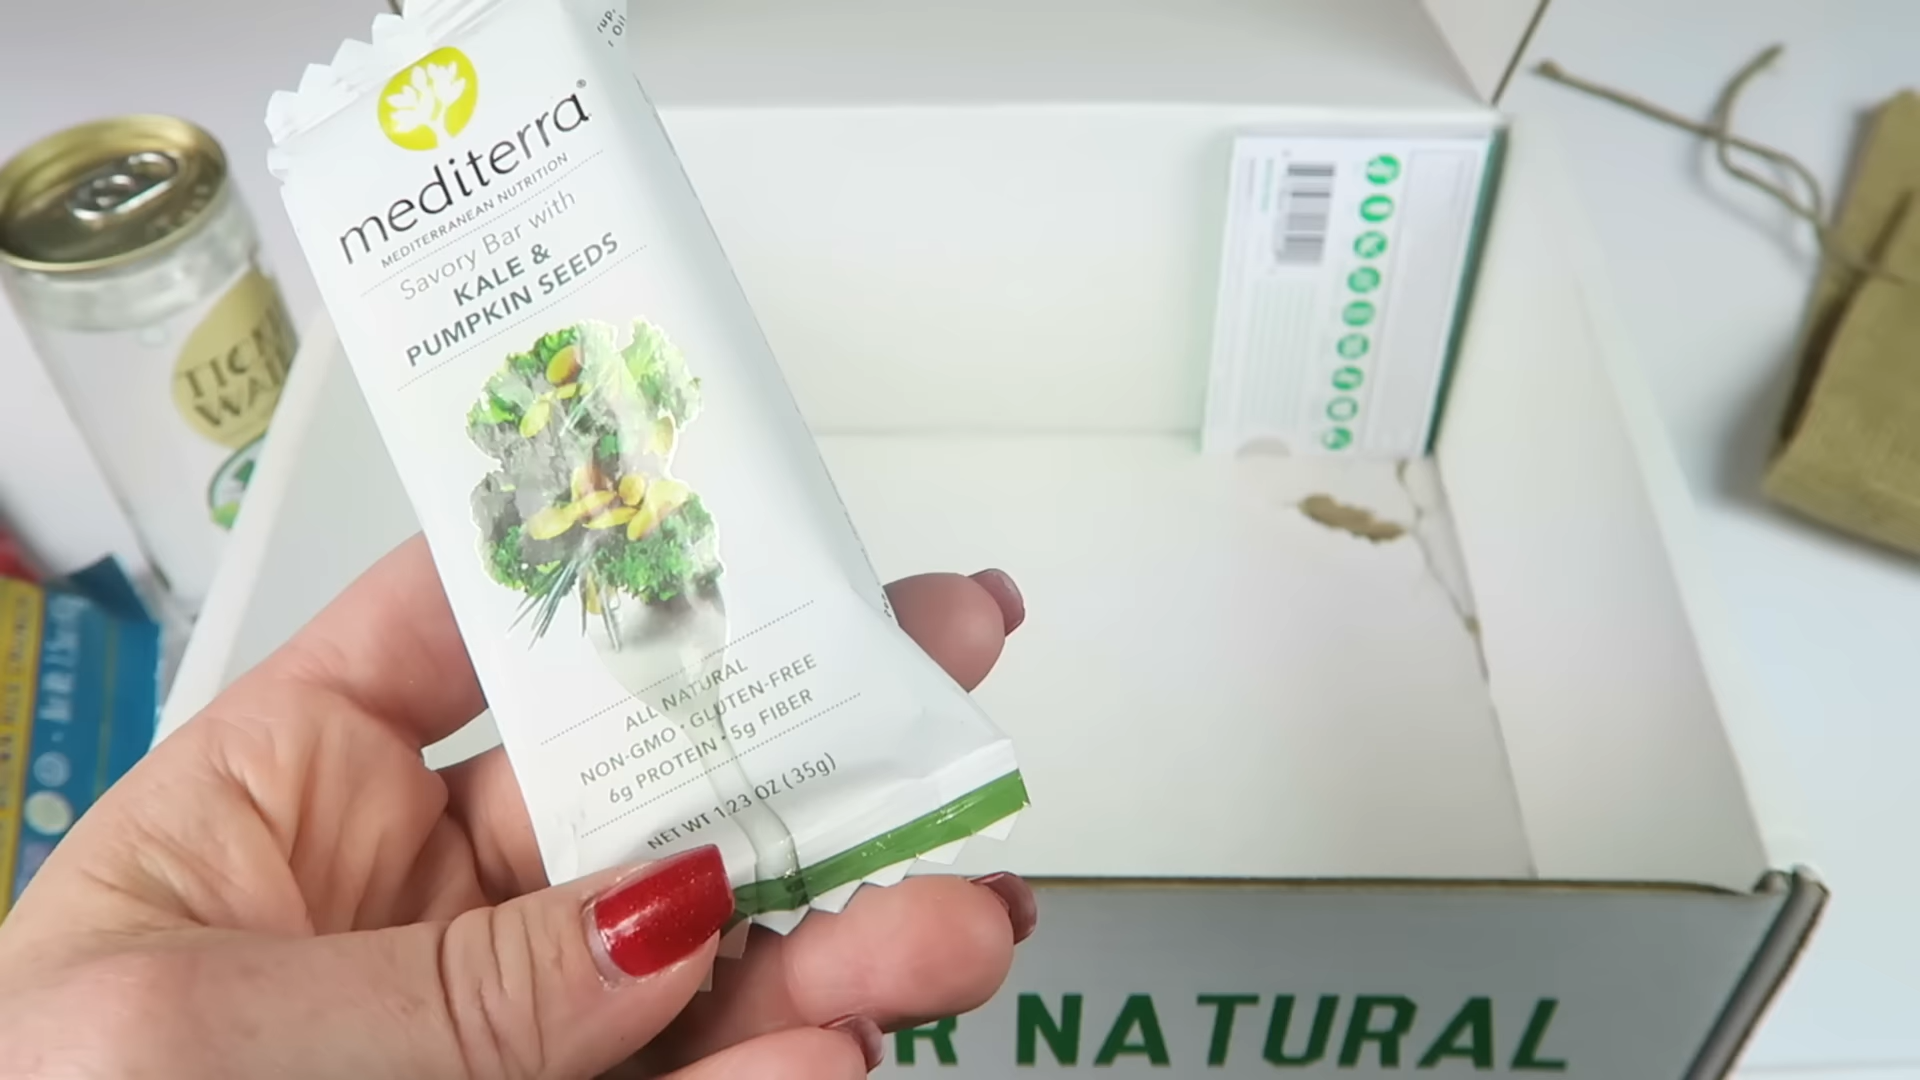 mediterra®
MEDITERRANEAN NUTRITION
Savory Bar with
KALE &
PUMPKIN SEEDS
ALL NATURAL
NON-GMO · GLUTEN-FREE
6g PROTEIN · 5g FIBER
NET WT 1.23 OZ (35g)
R NATURAL